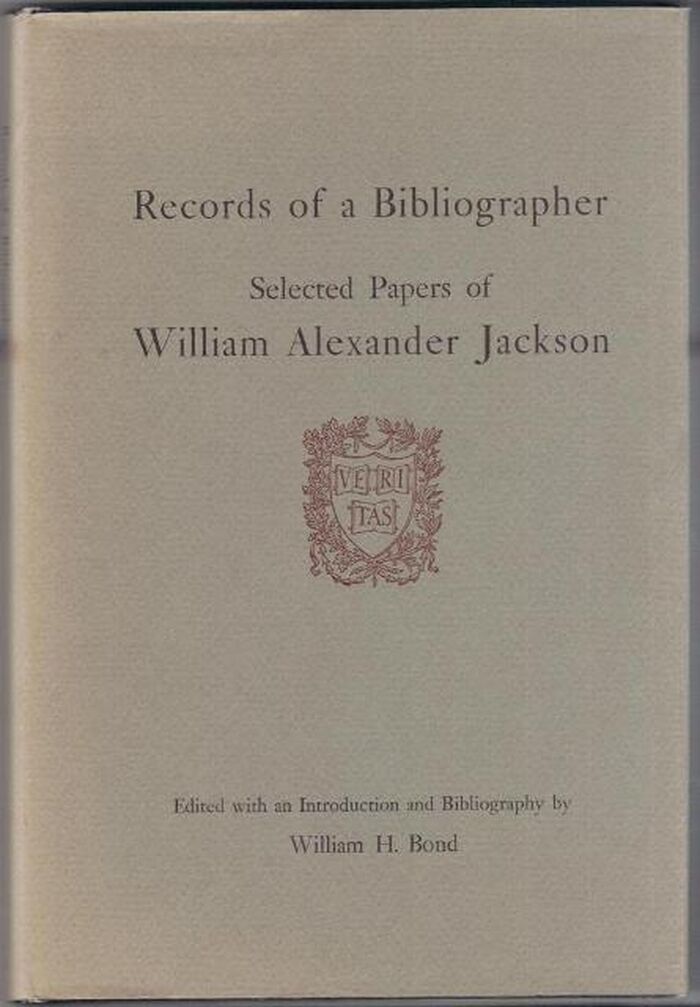 Records of a Bibliographer
Selected Papers of
William Alexander Jackson
VE RI
TAS
Edited with an Introduction and Bibliography by
William H. Bond